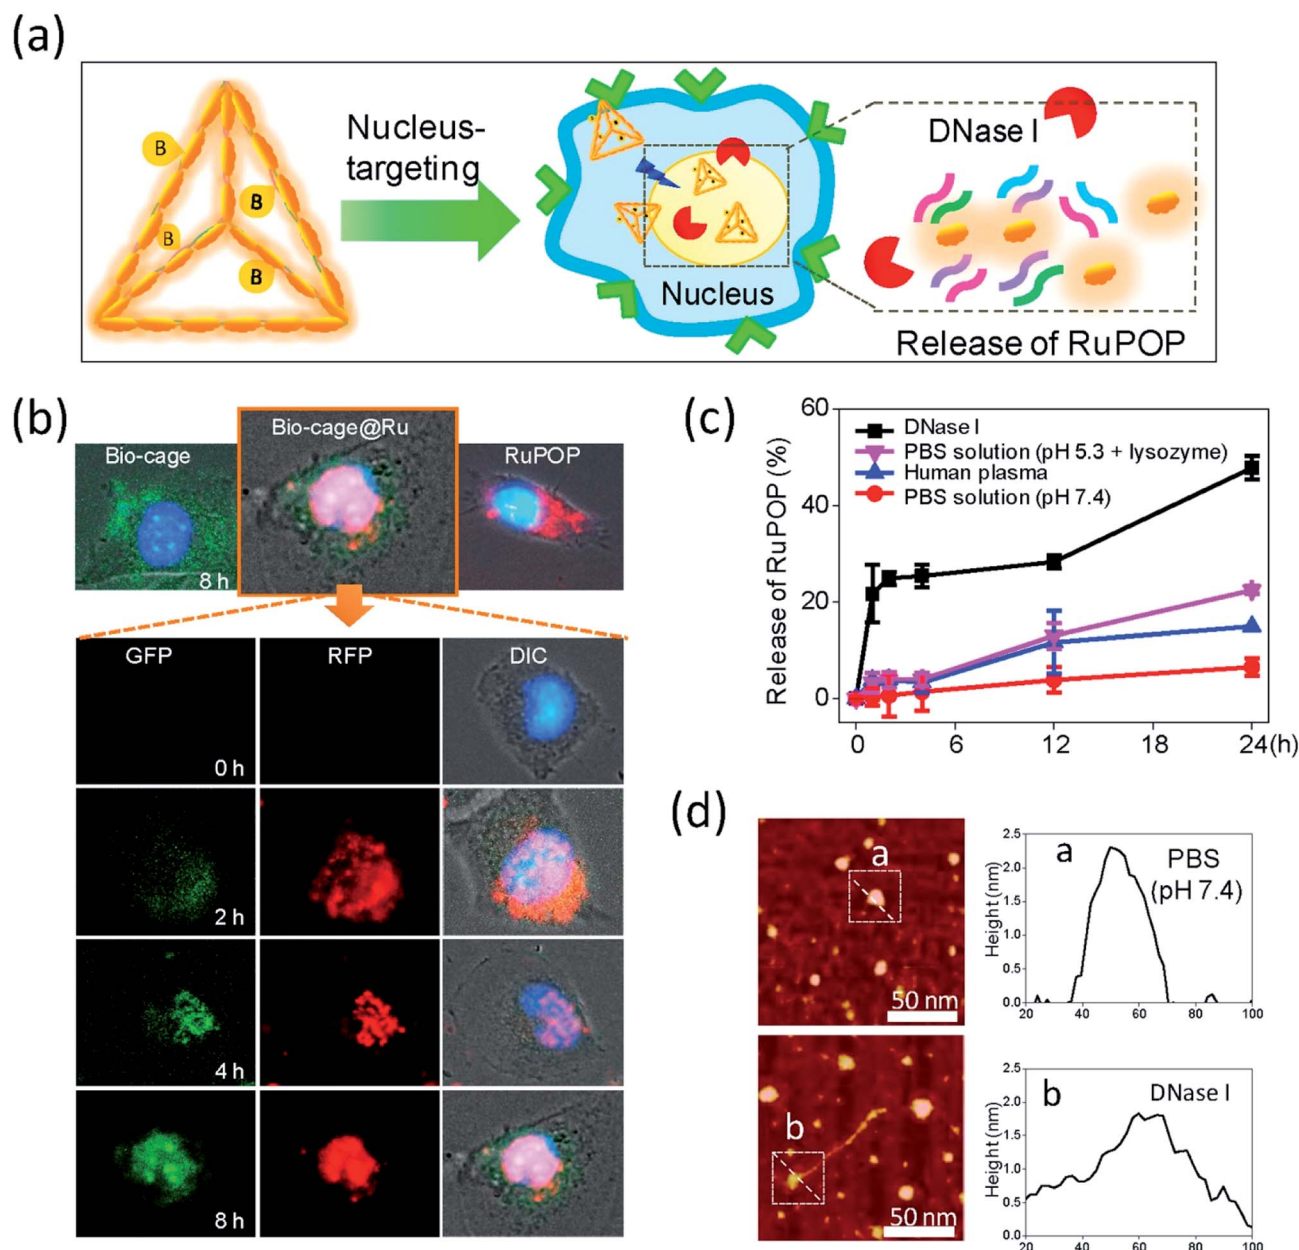 (a)
B
B
B
B
Nucleus-
targeting
Nucleus
DNase I
Release of RuPOP
(b)
Bio-cage
8 h
Bio-cage@Ru
RuPOP
GFP
RFP
DIC
0 h
2 h
4 h
8 h
(c)
Release of RuPOP (%)
60
40
20
0
DNase I
PBS solution (pH 5.3 + lysozyme)
Human plasma
PBS solution (pH 7.4)
0
6
12
18
24(h)
(d)
a
50 nm
Height (nm)
2.5
2.0
1.5
1.0
0.5
0.0
a
PBS
(pH 7.4)
20
40
60
80
100
b
50 nm
Height (nm)
2.5
2.0
1.5
1.0
0.5
0.0
b
DNase I
20
40
60
80
100